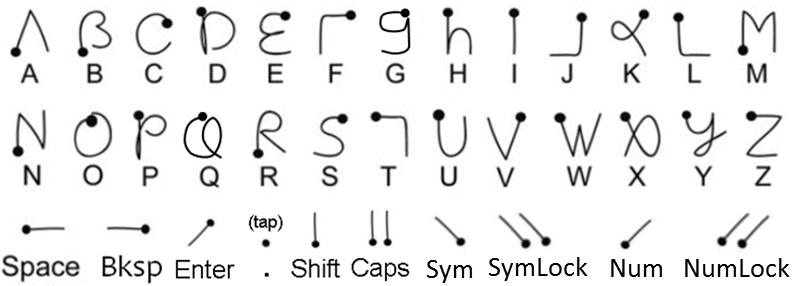 A B C D E F G H I J K L M
N O P Q R S T U V W X Y Z
(tap)
Space Bksp Enter . Shift Caps Sym SymLock Num NumLock